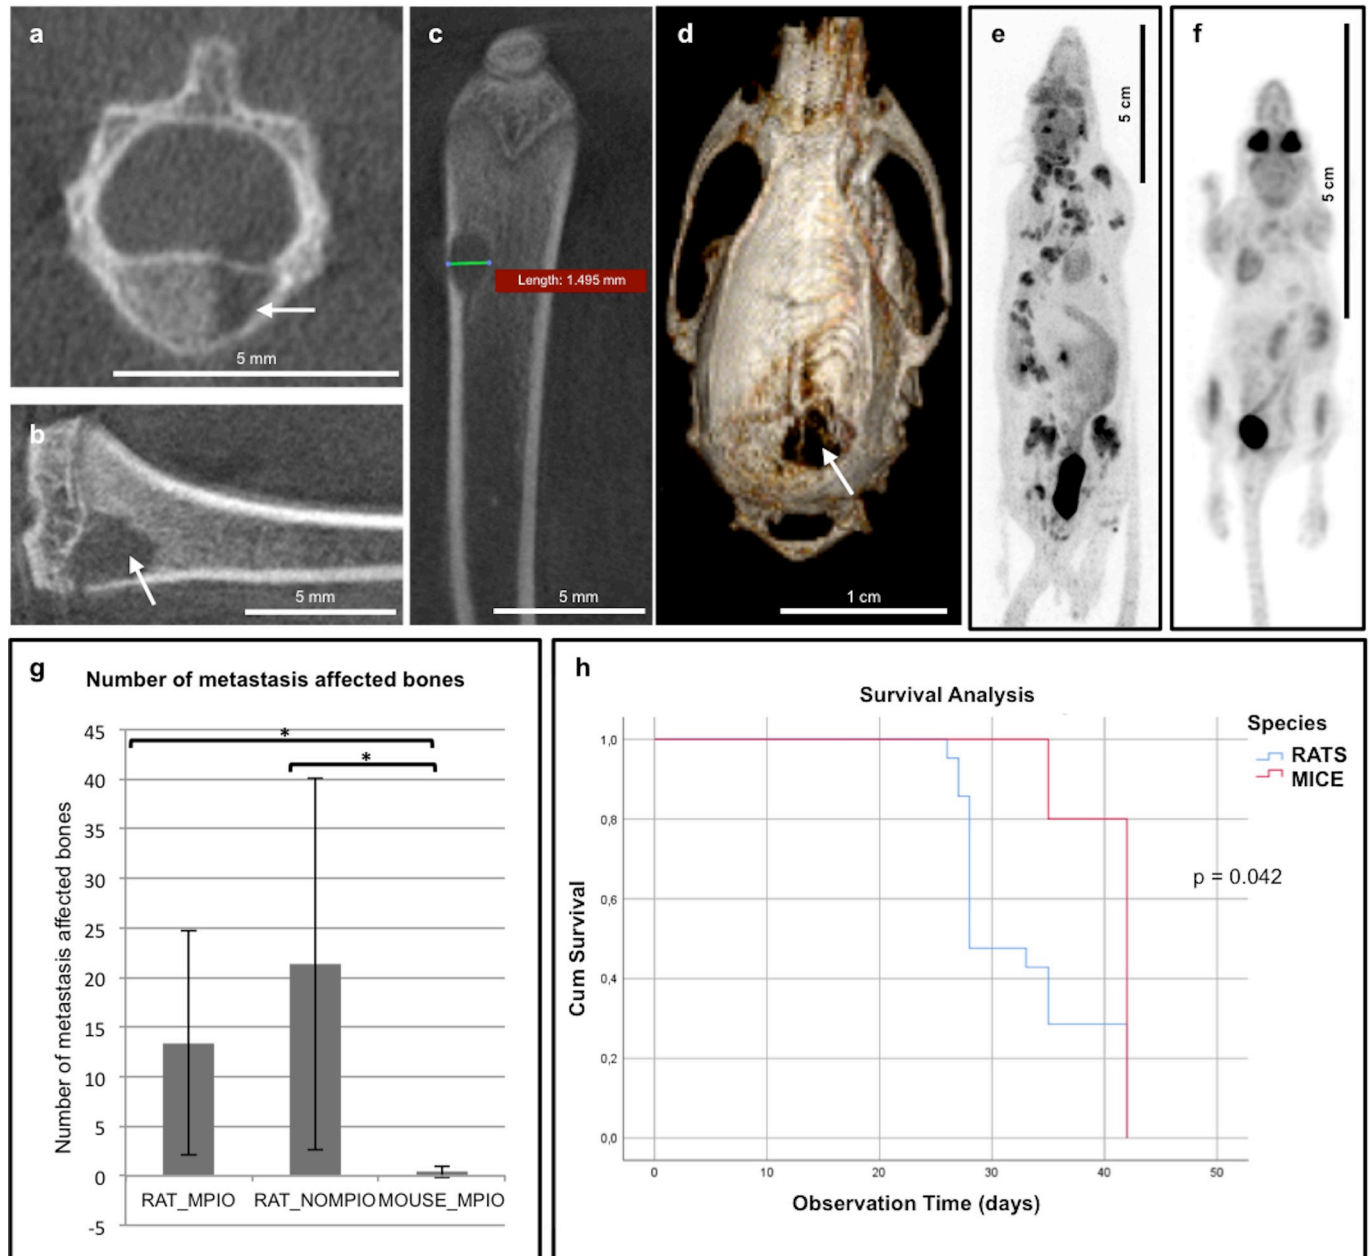 a
5 mm
b
5 mm
c
Length: 1.495 mm
5 mm
d
1 cm
e
5 cm
f
5 cm
g
Number of metastasis affected bones
*
*
Number of metastasis affected bones
45
40
35
30
25
20
15
10
5
0
-5
RAT_MPIO
RAT_NOMPIO
MOUSE_MPIO
h
Survival Analysis
Species
RATS
MICE
p = 0.042
Cum Survival
1,0
0,8
0,6
0,4
0,2
0,0
0
10
20
30
40
50
Observation Time (days)